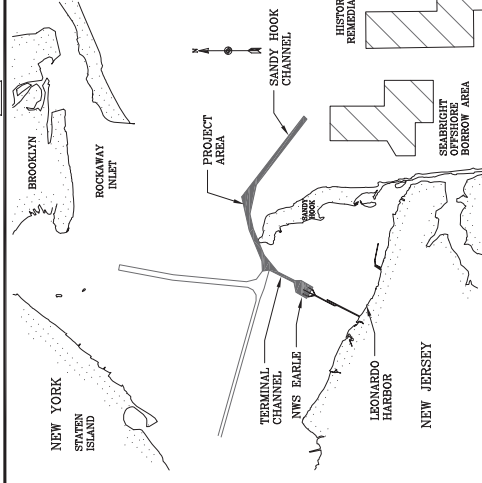 BROOKLYN
NEW YORK
STATEN
ISLAND
ROCKAWAY
INLET
N
PROJECT
AREA
SANDY HOOK
CHANNEL
TERMINAL
CHANNEL
NWS EARLE
SANDY
HOOK
HISTOR
REMEDIA
LEONARDO
HARBOR
NEW JERSEY
SEABRIGHT
OFFSHORE
BORROW AREA